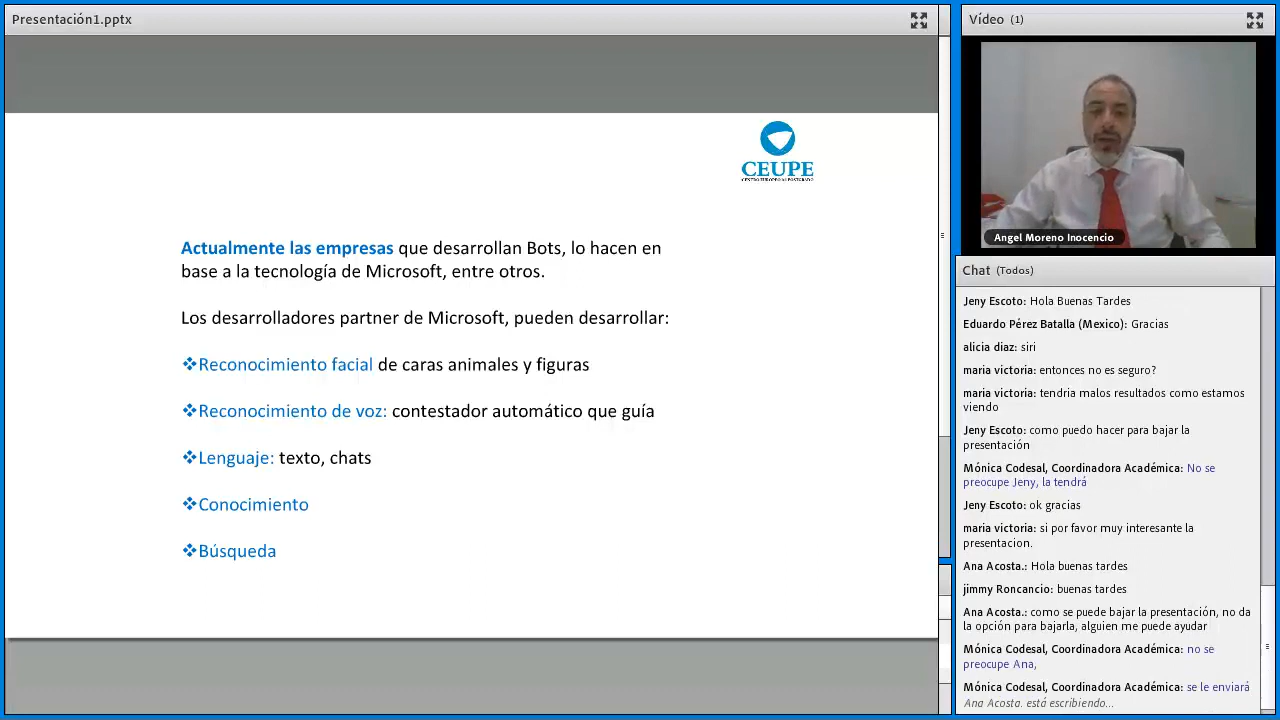 Presentación1.pptx
CEUPE
CENTRO EUROPEO DE POSTGRADO
Actualmente las empresas que desarrollan Bots, lo hacen en
base a la tecnología de Microsoft, entre otros.
Los desarrolladores partner de Microsoft, pueden desarrollar:
❖Reconocimiento facial de caras animales y figuras
❖Reconocimiento de voz: contestador automático que guía
❖Lenguaje: texto, chats
❖Conocimiento
❖Búsqueda
Vídeo (1)
Angel Moreno Inocencio
Chat (Todos)
Jeny Escoto: Hola Buenas Tardes
Eduardo Pérez Batalla (Mexico): Gracias
alicia diaz: siri
maria victoria: entonces no es seguro?
maria victoria: tendria malos resultados como estamos
viendo
Jeny Escoto: como puedo hacer para bajar la
presentación
Mónica Codesal, Coordinadora Académica: No se
preocupe Jeny, la tendrá
Jeny Escoto: ok gracias
maria victoria: si por favor muy interesante la
presentacion.
Ana Acosta.: Hola buenas tardes
jimmy Roncancio: buenas tardes
Ana Acosta.: como se puede bajar la presentación, no da
la opción para bajarla, alguien me puede ayudar
Mónica Codesal, Coordinadora Académica: no se
preocupe Ana,
Mónica Codesal, Coordinadora Académica: se le enviará
Ana Acosta. está escribiendo...